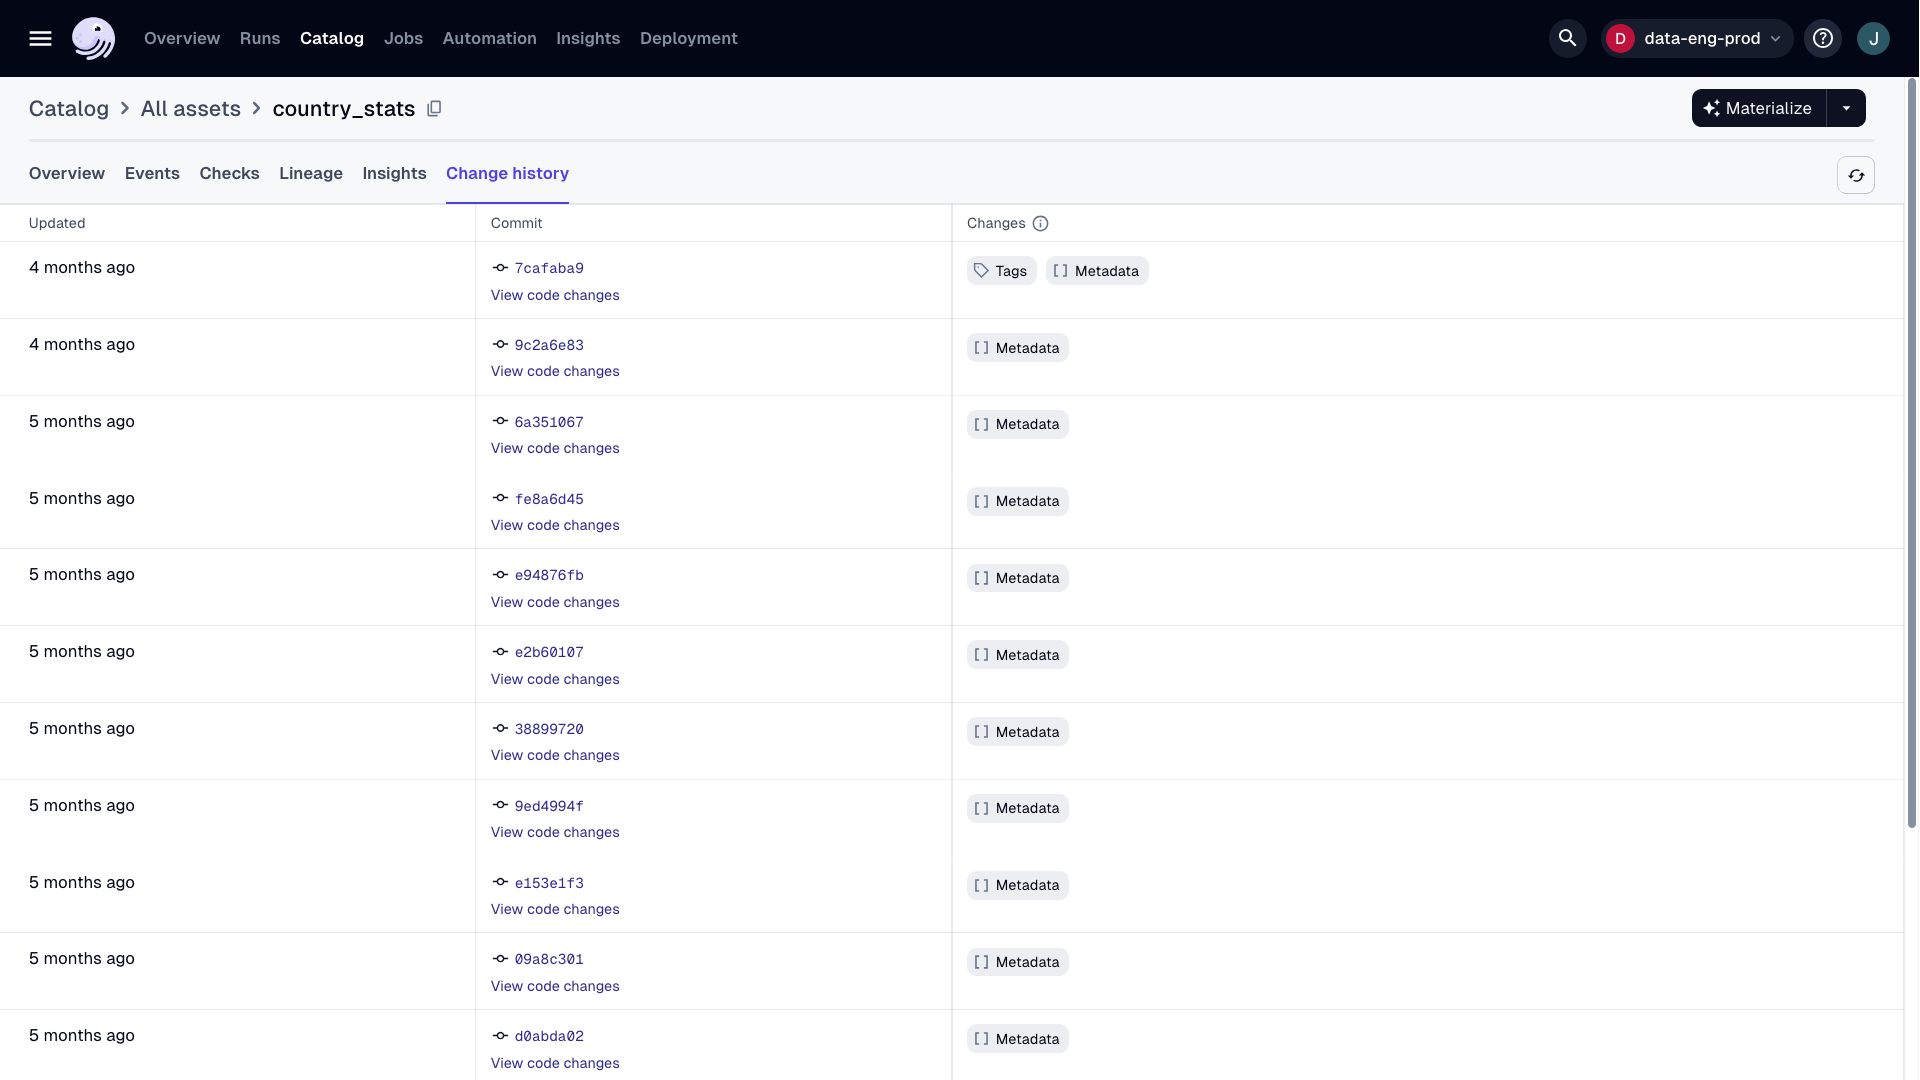 Overview Runs Catalog Jobs Automation Insights Deployment D data-eng-prod J
Catalog All assets country_stats Materialize
Overview Events Checks Lineage Insights Change history
Updated Commit Changes
4 months ago 7cafaba9 Tags [ ] Metadata
View code changes
4 months ago 9c2a6e83 [ ] Metadata
View code changes
5 months ago 6a351067 [ ] Metadata
View code changes
5 months ago fe8a6d45 [ ] Metadata
View code changes
5 months ago e94876fb [ ] Metadata
View code changes
5 months ago e2b60107 [ ] Metadata
View code changes
5 months ago 38899720 [ ] Metadata
View code changes
5 months ago 9ed4994f [ ] Metadata
View code changes
5 months ago e153e1f3 [ ] Metadata
View code changes
5 months ago 09a8c301 [ ] Metadata
View code changes
5 months ago d0abda02 [ ] Metadata
View code changes